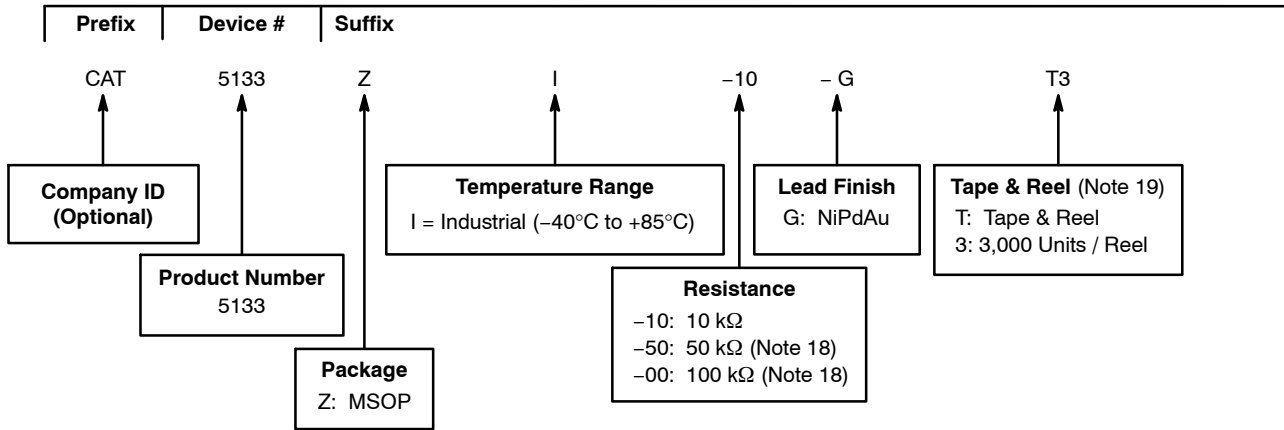 Prefix Device # Suffix
CAT 5133 Z I −10 − G T3
Company ID
(Optional)
Product Number
5133
Package
Z: MSOP
Temperature Range
I = Industrial (−40°C to +85°C)
Resistance
−10: 10 kΩ
−50: 50 kΩ (Note 18)
−00: 100 kΩ (Note 18)
Lead Finish
G: NiPdAu
Tape & Reel (Note 19)
T: Tape & Reel
3: 3,000 Units / Reel